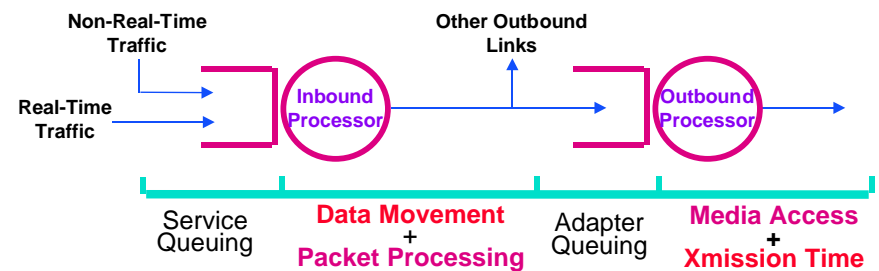 Non-Real-Time
Traffic
Other Outbound
Links
Real-Time
Traffic
Inbound
Processor
Outbound
Processor
Service
Queuing
Data Movement
+
Packet Processing
Adapter
Queuing
Media Access
+
Xmission Time